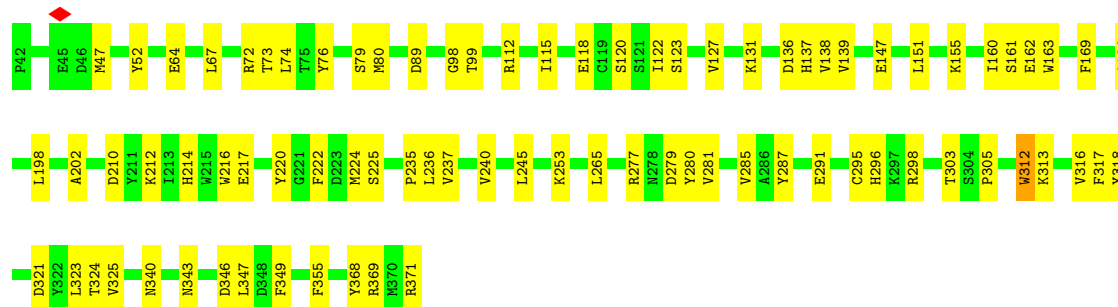 P42 E45 D46 M47 Y52 E64 L67 R72 T73 L74 T75 Y76 S79 M80 D89 G98 T99 R112 I115 E118 C119 S120 S121 I122 S123 V127 K131 D136 H137 V138 V139 E147 L151 K155 I160 S161 E162 W163 F169
L198 A202 D210 Y211 K212 I213 H214 W215 W216 E217 Y220 G221 F222 D223 M224 S225 P235 L236 V237 V240 L245 K253 L265 R277 N278 D279 Y280 V281 V285 A286 Y287 E291 C295 H296 K297 R298 T303 S304 P305 W312 K313 V316 F317 Y318
D321 Y322 L323 T324 V325 N340 N343 D346 L347 D348 F349 F355 Y368 R369 M370 R371